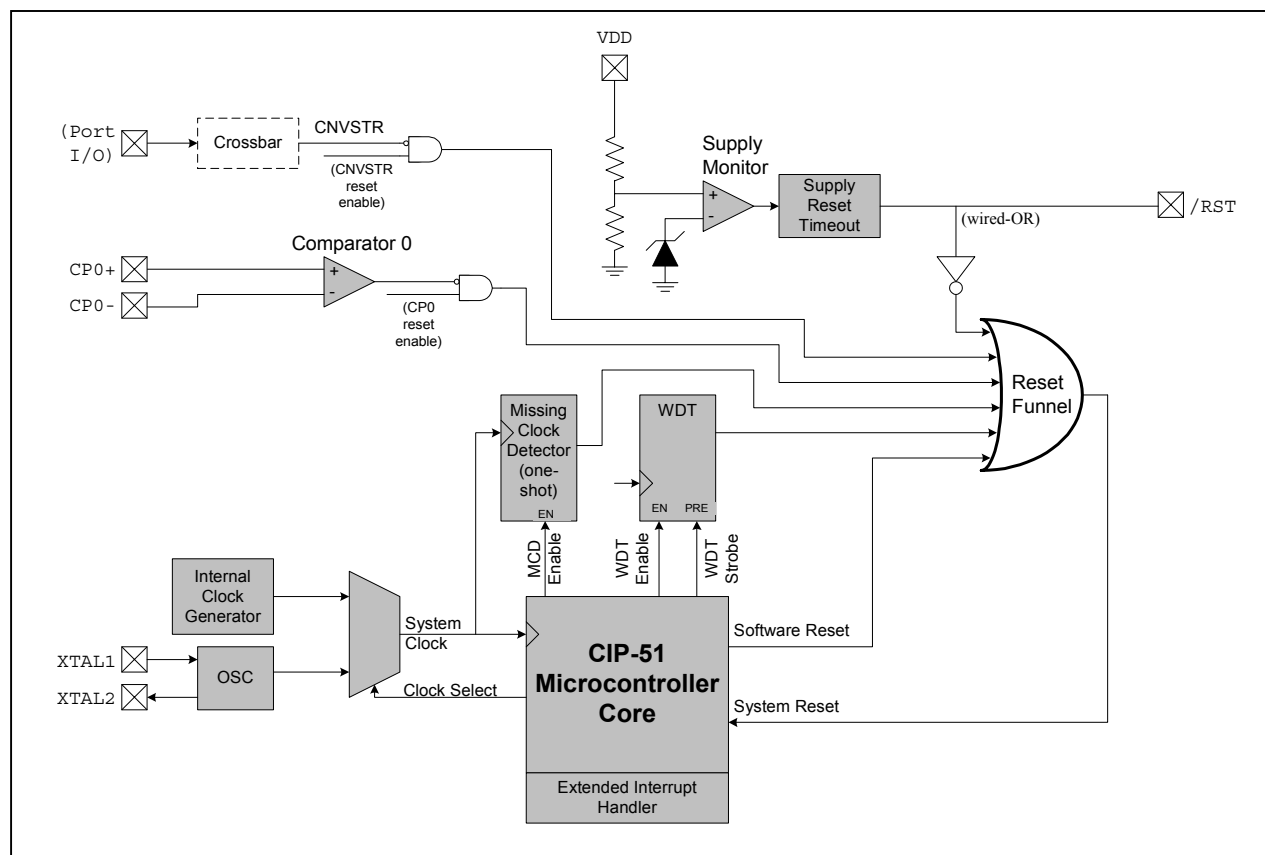 VDD
(Port
I/O)
Crossbar
CNVSTR
(CNVSTR
reset
enable)
Supply
Monitor
+
-
Supply
Reset
Timeout
(wired-OR)
/RST
Comparator 0
CP0+
CP0-
+
-
(CP0
reset
enable)
Reset
Funnel
Missing
Clock
Detector
(one-
shot)
EN
WDT
EN
PRE
MCD
Enable
WDT
Enable
WDT
Strobe
Internal
Clock
Generator
System
Clock
XTAL1
XTAL2
OSC
Clock Select
CIP-51
Microcontroller
Core
Software Reset
System Reset
Extended Interrupt
Handler